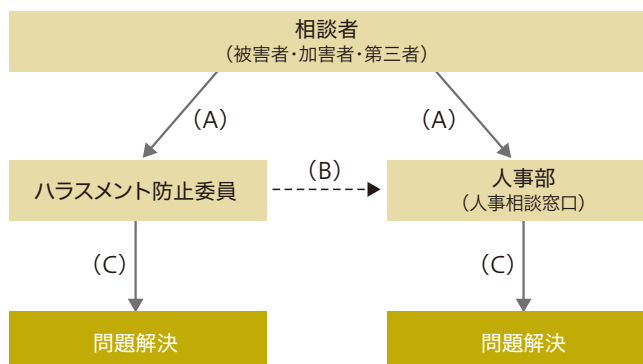 相談者
（被害者・加害者・第三者）
（A）
（A）
ハラスメント防止委員
（B）
人事部
（人事相談窓口）
（C）
（C）
問題解決
問題解決